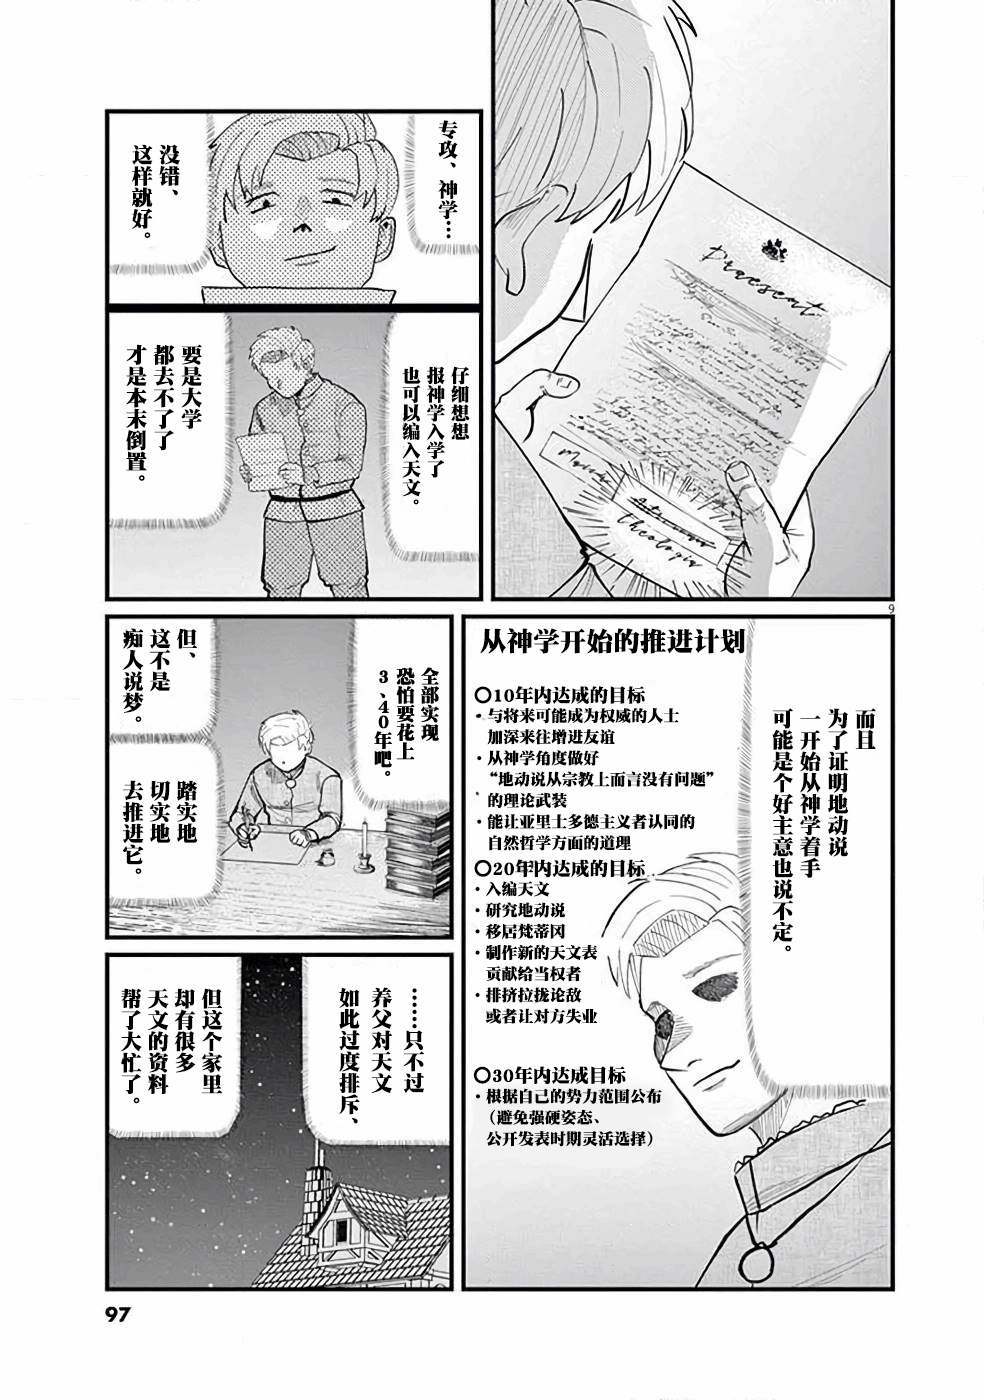 Praesent
Theologia
9
专攻、神学…
没错、
这样就好。
仔细想想
报神学入学了
也可以编入天文。
要是大学
都去不了了
才是本末倒置。
而且
为了证明地动说
一开始从神学着手
可能是个好主意也说不定。
从神学开始的推进计划
○10年内达成的目标
·与将来可能成为权威的人士
加深来往增进友谊
·从神学角度做好
“地动说从宗教上而言没有问题”
的理论武装
·能让亚里士多德主义者认同的
自然哲学方面的道理
○20年内达成的目标
·入编天文
·研究地动说
·移居梵蒂冈
·制作新的天文表
贡献给当权者
·排挤拉拢论敌
或者让对方失业
○30年内达成目标
·根据自己的势力范围公布
（避免强硬姿态、
公开发表时期灵活选择）
全部实现
恐怕要花上
3、40年吧。
但、
这不是
痴人说梦。
踏实地
切实地
去推进它。
……只不过
养父对天文
如此过度排斥、
但这个家里
却有很多
天文的资料
帮了大忙了。
97